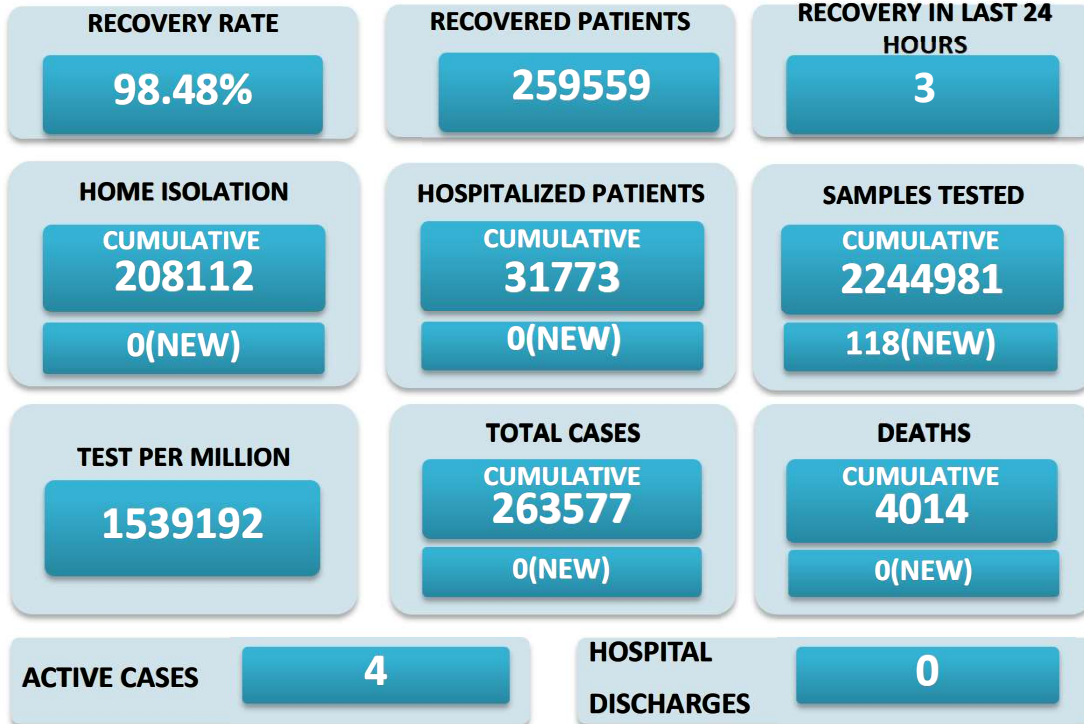 RECOVERY RATE
98.48%
RECOVERED PATIENTS
259559
RECOVERY IN LAST 24
HOURS
3
HOME ISOLATION
CUMULATIVE
208112
0(NEW)
HOSPITALIZED PATIENTS
CUMULATIVE
31773
0(NEW)
SAMPLES TESTED
CUMULATIVE
2244981
118(NEW)
TEST PER MILLION
1539192
TOTAL CASES
CUMULATIVE
263577
0(NEW)
DEATHS
CUMULATIVE
4014
0(NEW)
ACTIVE CASES
4
HOSPITAL
DISCHARGES
0